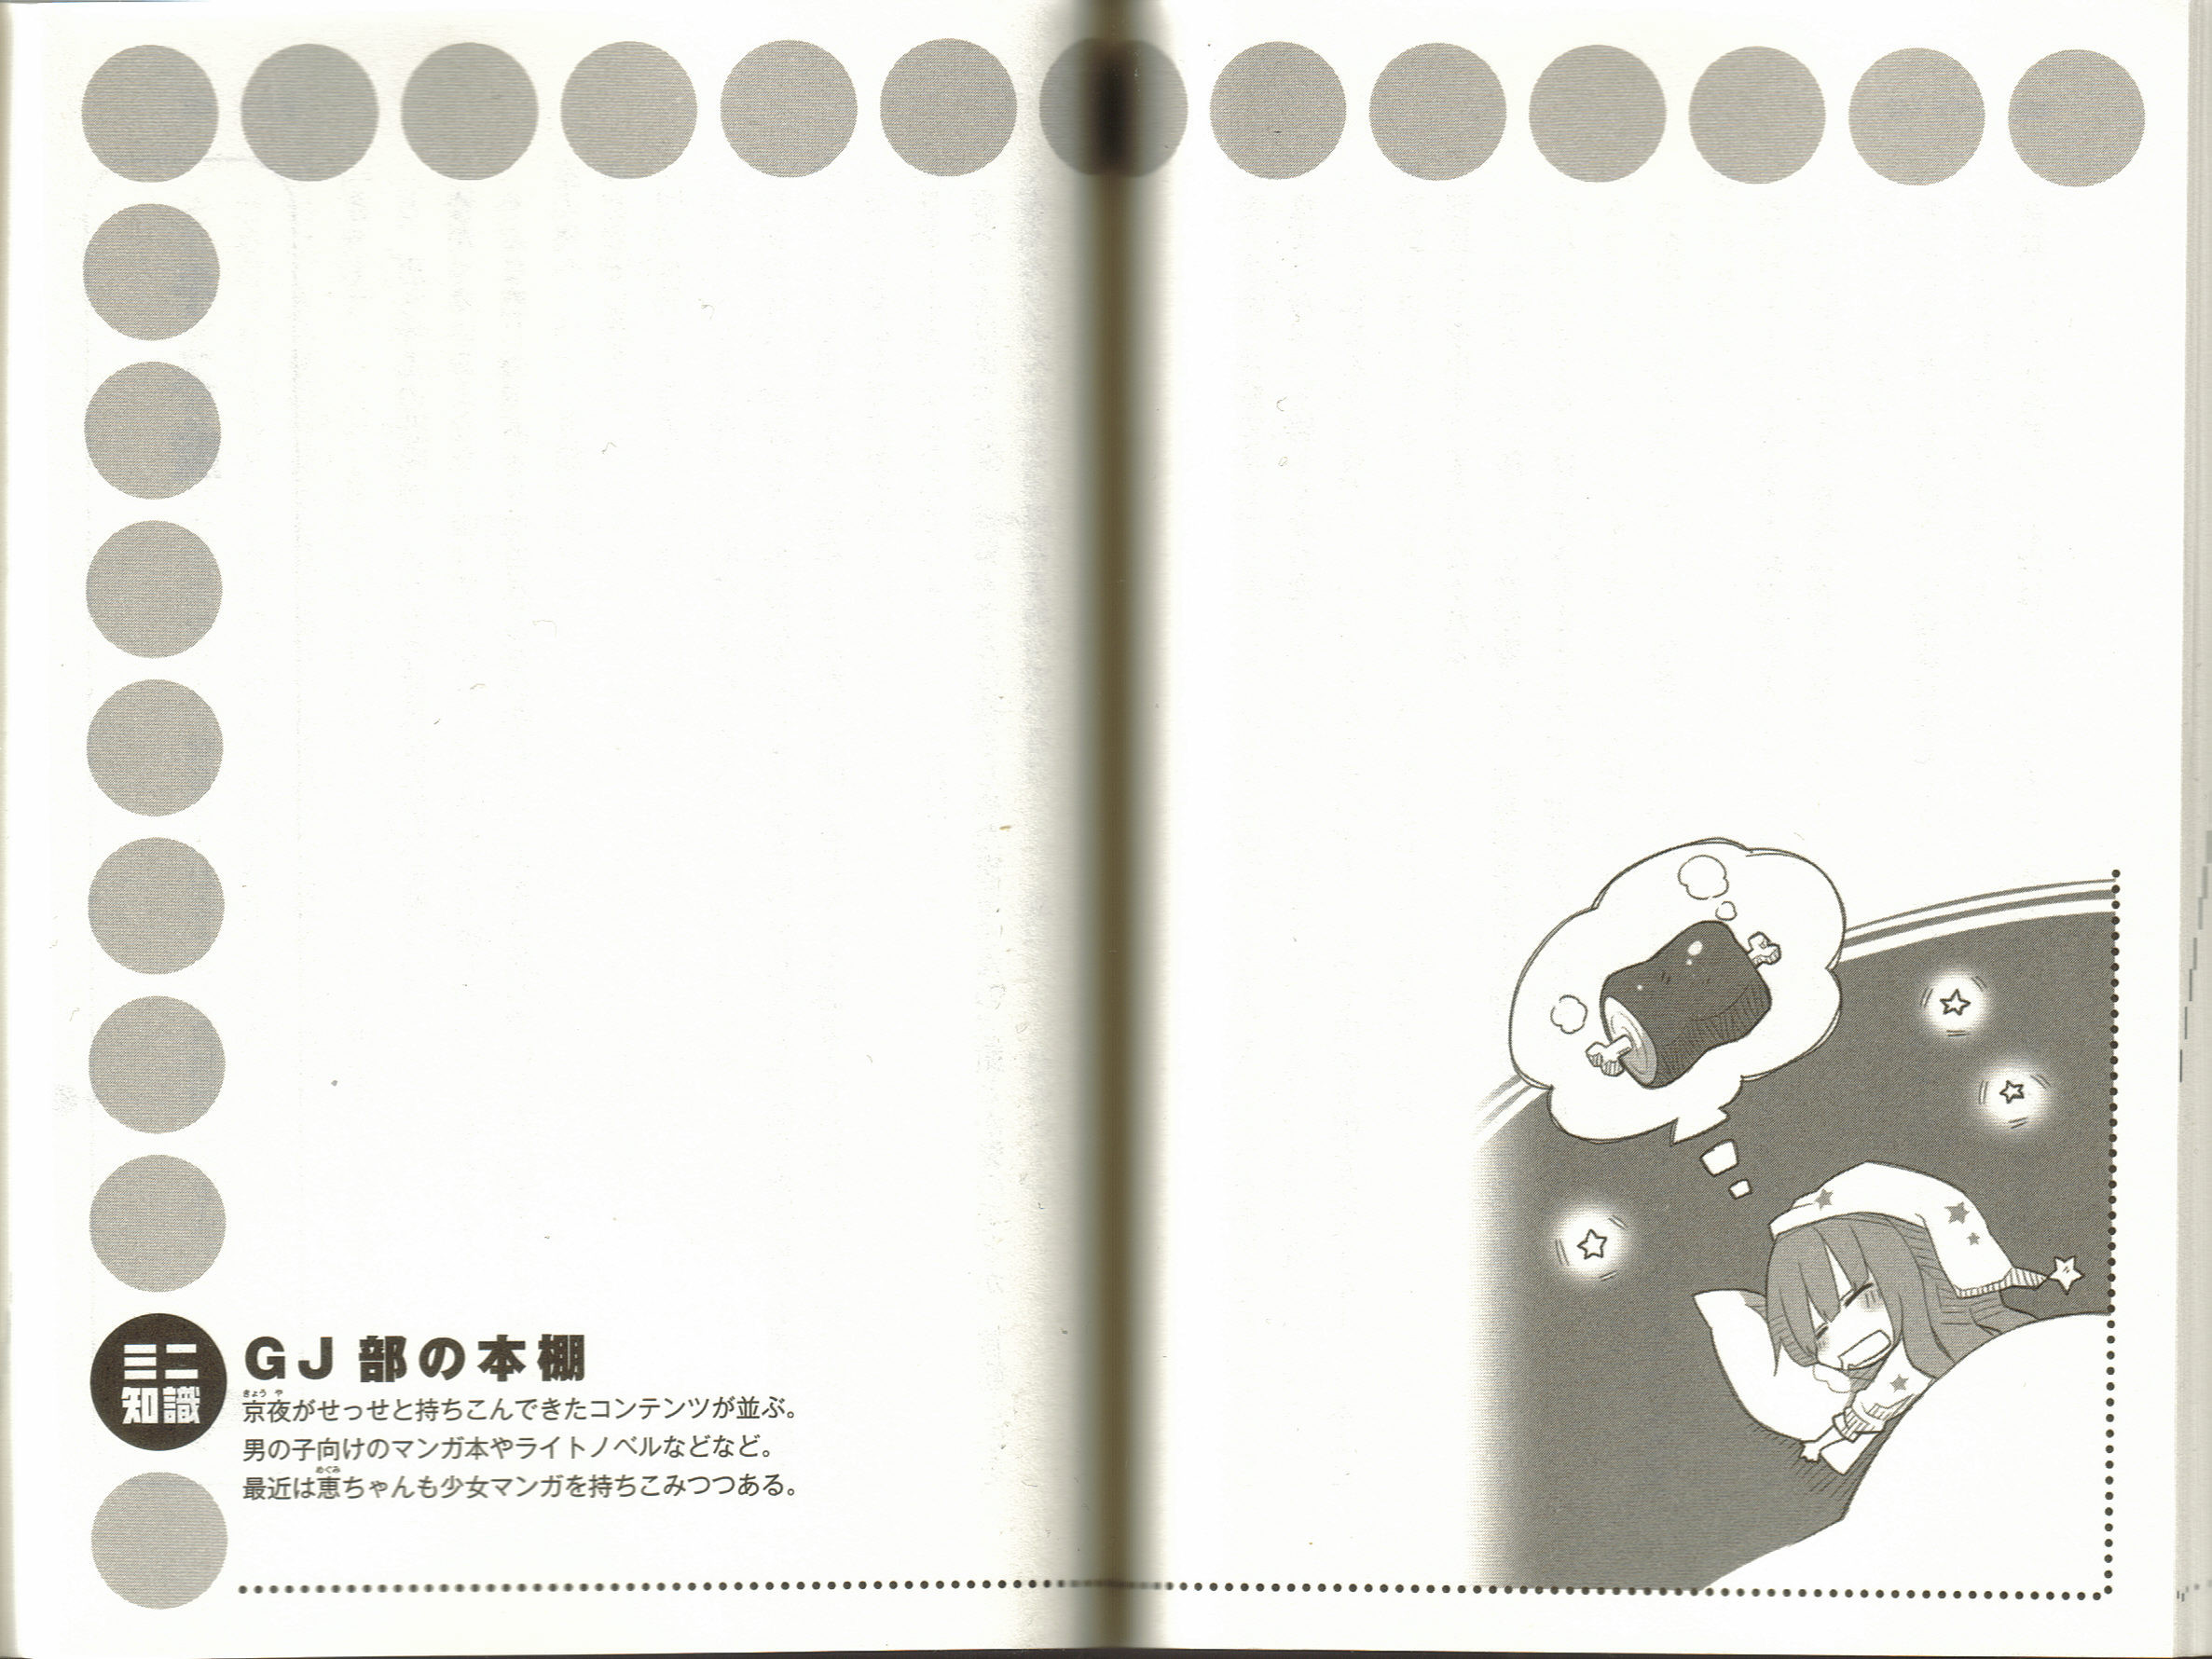 ミニ
知識
GJ部の本棚
京夜がせっせと持ちこんできたコンテンツが並ぶ。
男の子向けのマンガ本やライトノベルなどなど。
最近は恵ちゃんも少女マンガを持ちこみつつある。